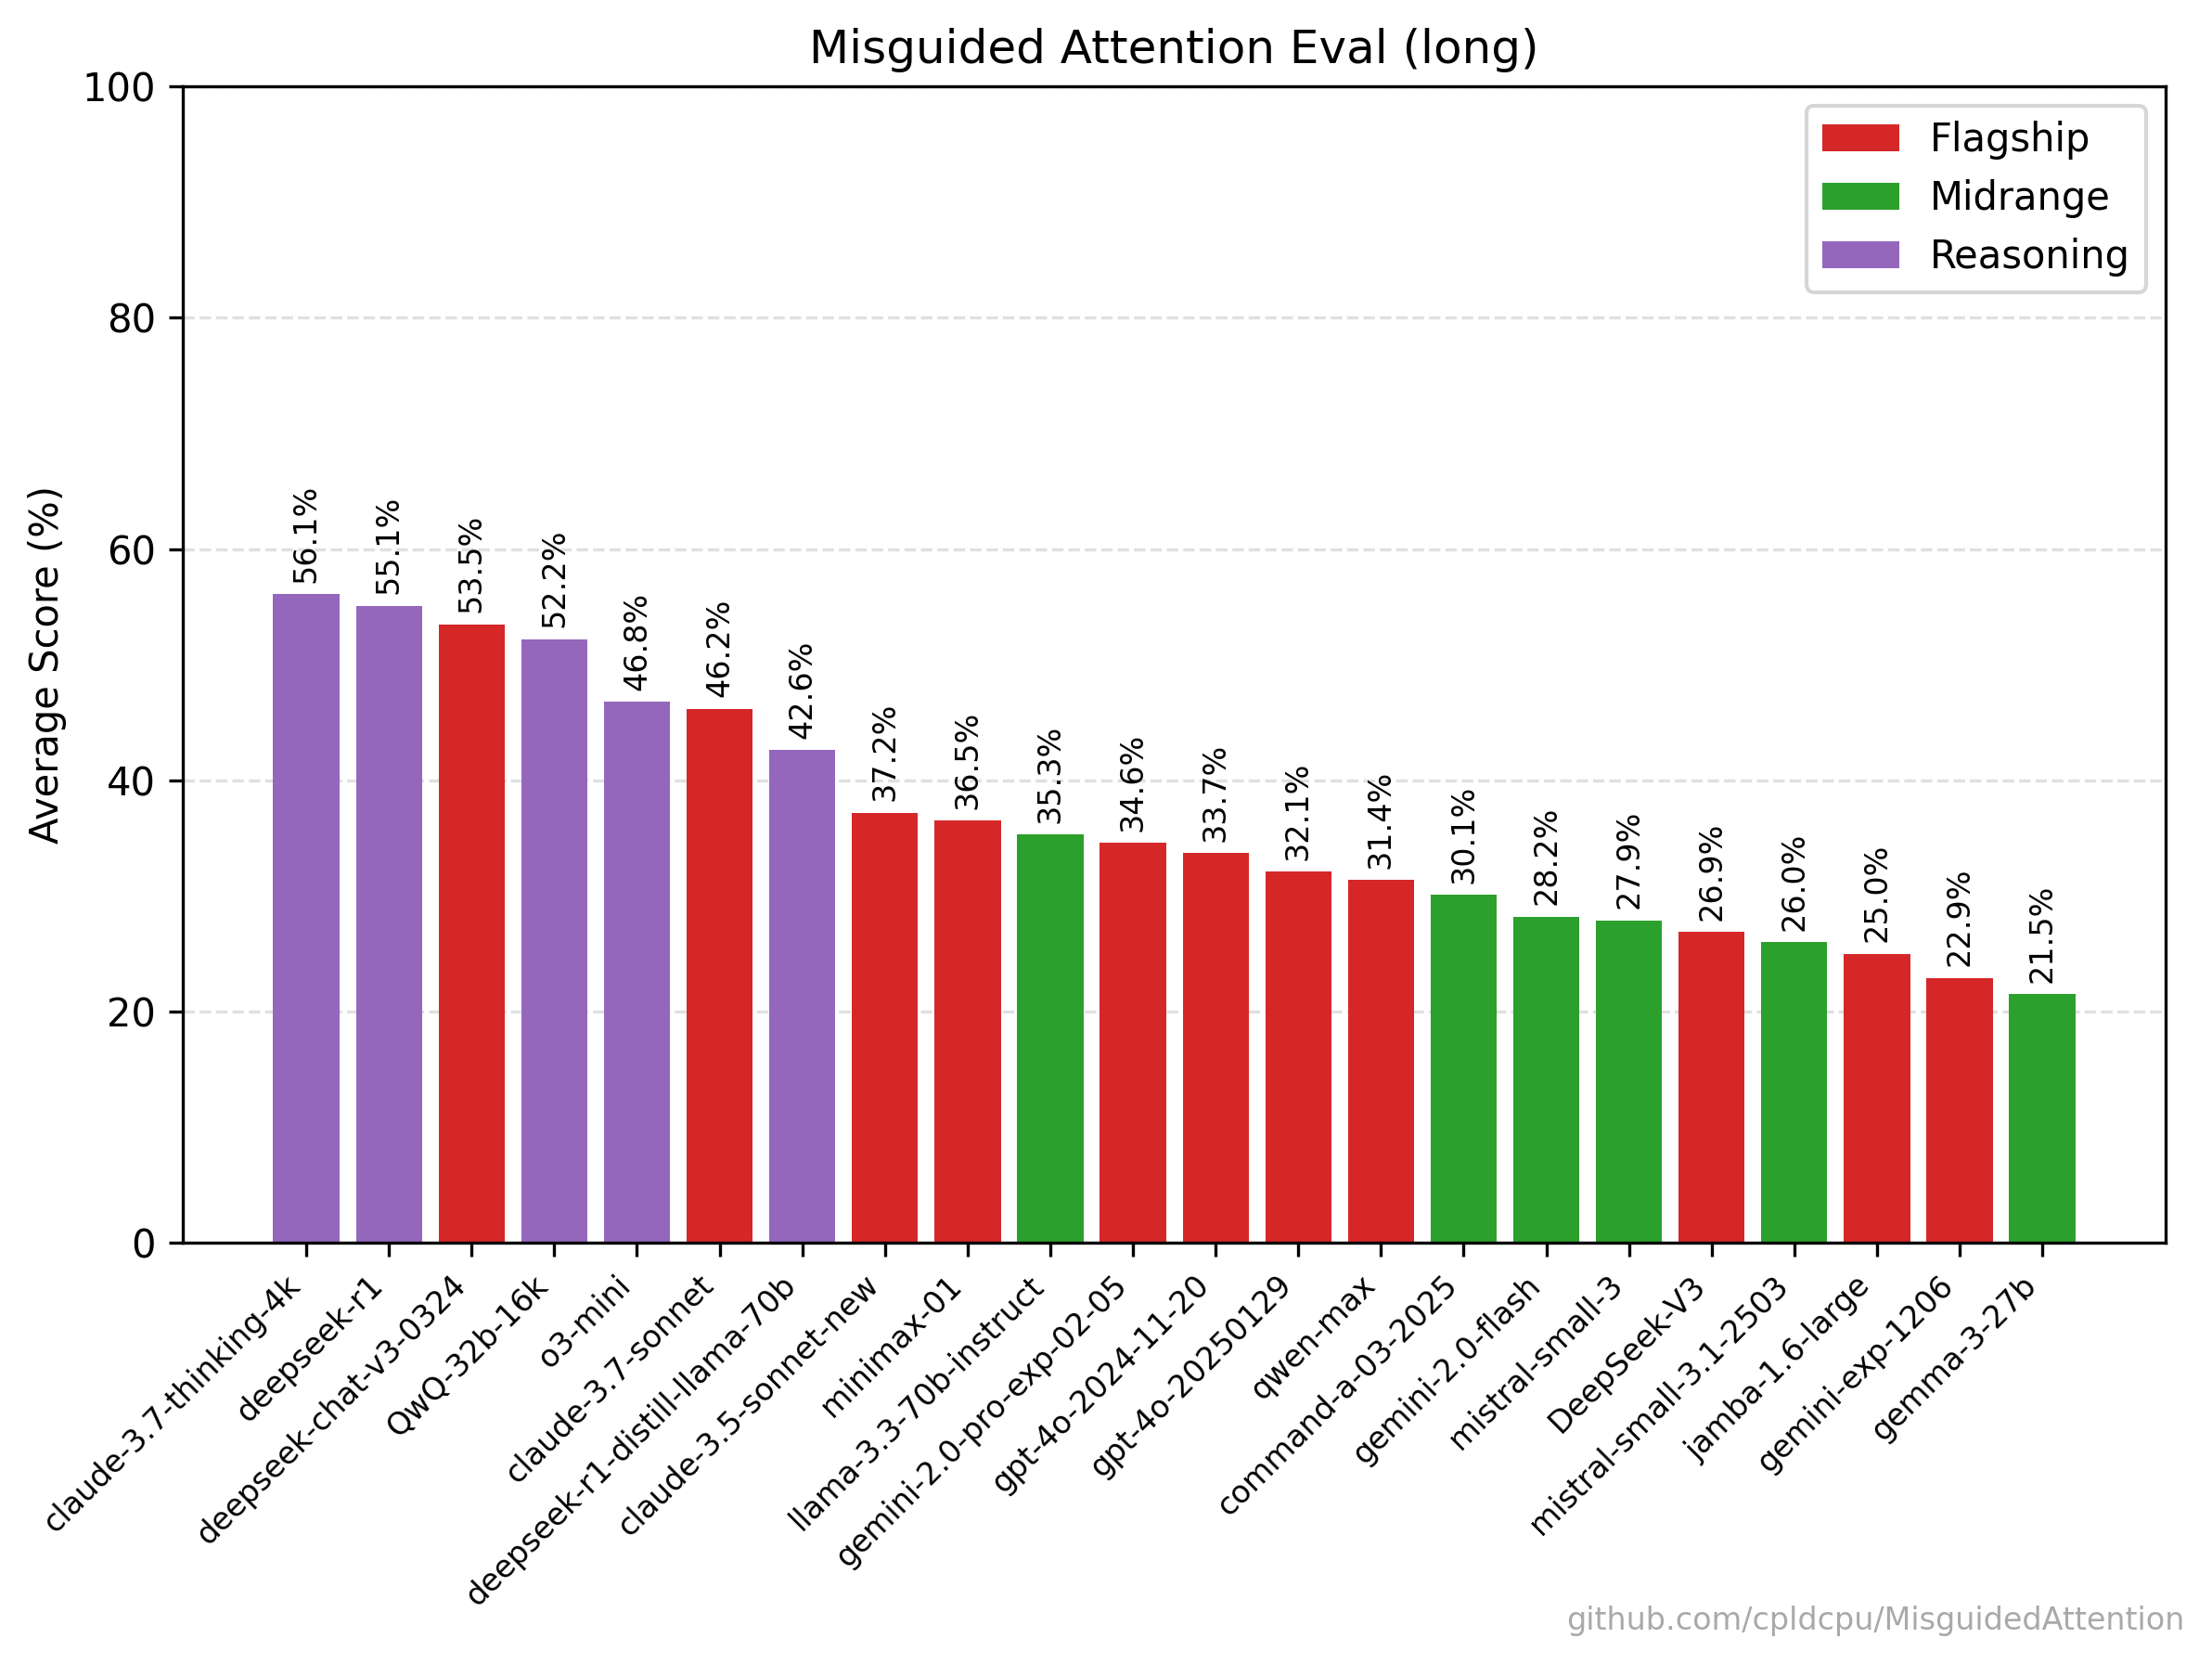 Misguided Attention Eval (long)
Average Score (%)
100
80
60
40
20
0
Flagship
Midrange
Reasoning
56.1%
55.1%
53.5%
52.2%
46.8%
46.2%
42.6%
37.2%
36.5%
35.3%
34.6%
33.7%
32.1%
31.4%
30.1%
28.2%
27.9%
26.9%
26.0%
25.0%
22.9%
21.5%
claude-3.7-thinking-4k
deepseek-r1
deepseek-chat-v3-0324
QwQ-32b-16k
o3-mini
claude-3.7-sonnet
deepseek-r1-distill-llama-70b
claude-3.5-sonnet-new
minimax-01
llama-3.3-70b-instruct
gemini-2.0-pro-exp-02-05
gpt-4o-2024-11-20
gpt-4o-20250129
qwen-max
command-a-03-2025
gemini-2.0-flash
mistral-small-3
DeepSeek-V3
mistral-small-3.1-2503
jamba-1.6-large
gemini-exp-1206
gemma-3-27b
github.com/cpldcpu/MisguidedAttention